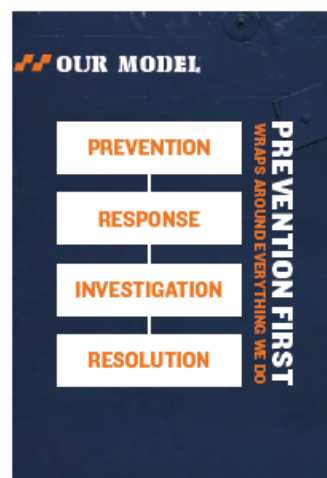 OUR MODEL
PREVENTION
RESPONSE
INVESTIGATION
RESOLUTION
PREVENTION FIRST
WRAPS AROUND EVERYTHING WE DO